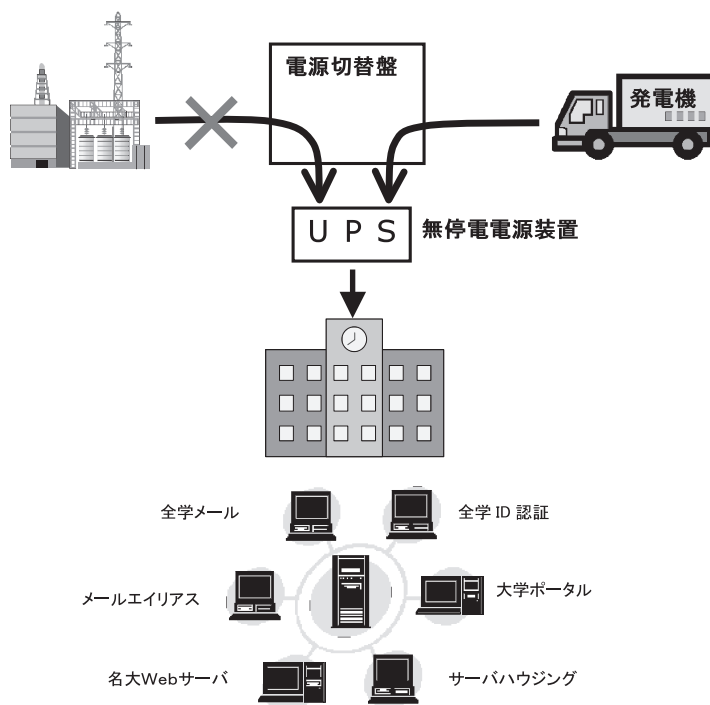 電源切替盤
発電機
UPS
無停電電源装置
全学メール
全学ID認証
メールエイリアス
大学ポータル
名大Webサーバ
サーバハウジング